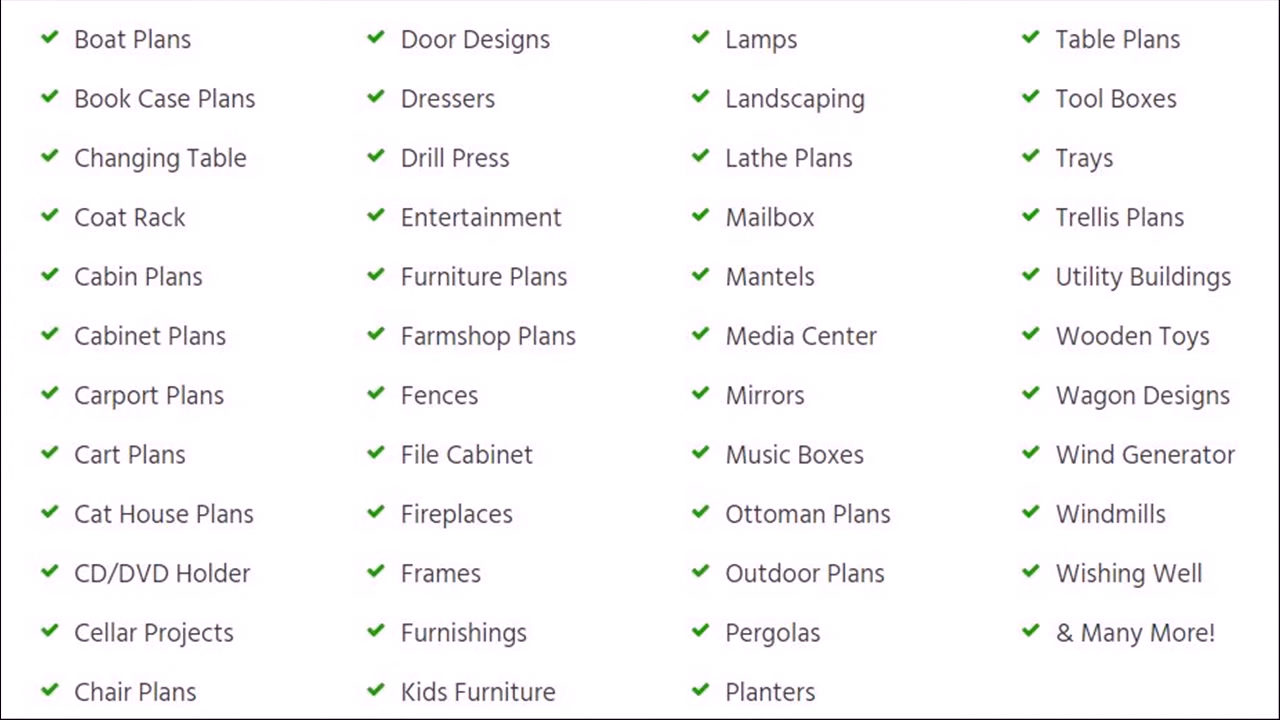 Boat Plans
Book Case Plans
Changing Table
Coat Rack
Cabin Plans
Cabinet Plans
Carport Plans
Cart Plans
Cat House Plans
CD/DVD Holder
Cellar Projects
Chair Plans
Door Designs
Dressers
Drill Press
Entertainment
Furniture Plans
Farmshop Plans
Fences
File Cabinet
Fireplaces
Frames
Furnishings
Kids Furniture
Lamps
Landscaping
Lathe Plans
Mailbox
Mantels
Media Center
Mirrors
Music Boxes
Ottoman Plans
Outdoor Plans
Pergolas
Planters
Table Plans
Tool Boxes
Trays
Trellis Plans
Utility Buildings
Wooden Toys
Wagon Designs
Wind Generator
Windmills
Wishing Well
& Many More!